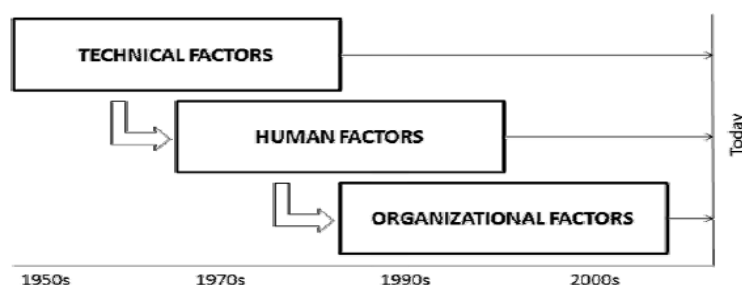 TECHNICAL FACTORS
HUMAN FACTORS
ORGANIZATIONAL FACTORS
Today
1950s 1970s 1990s 2000s